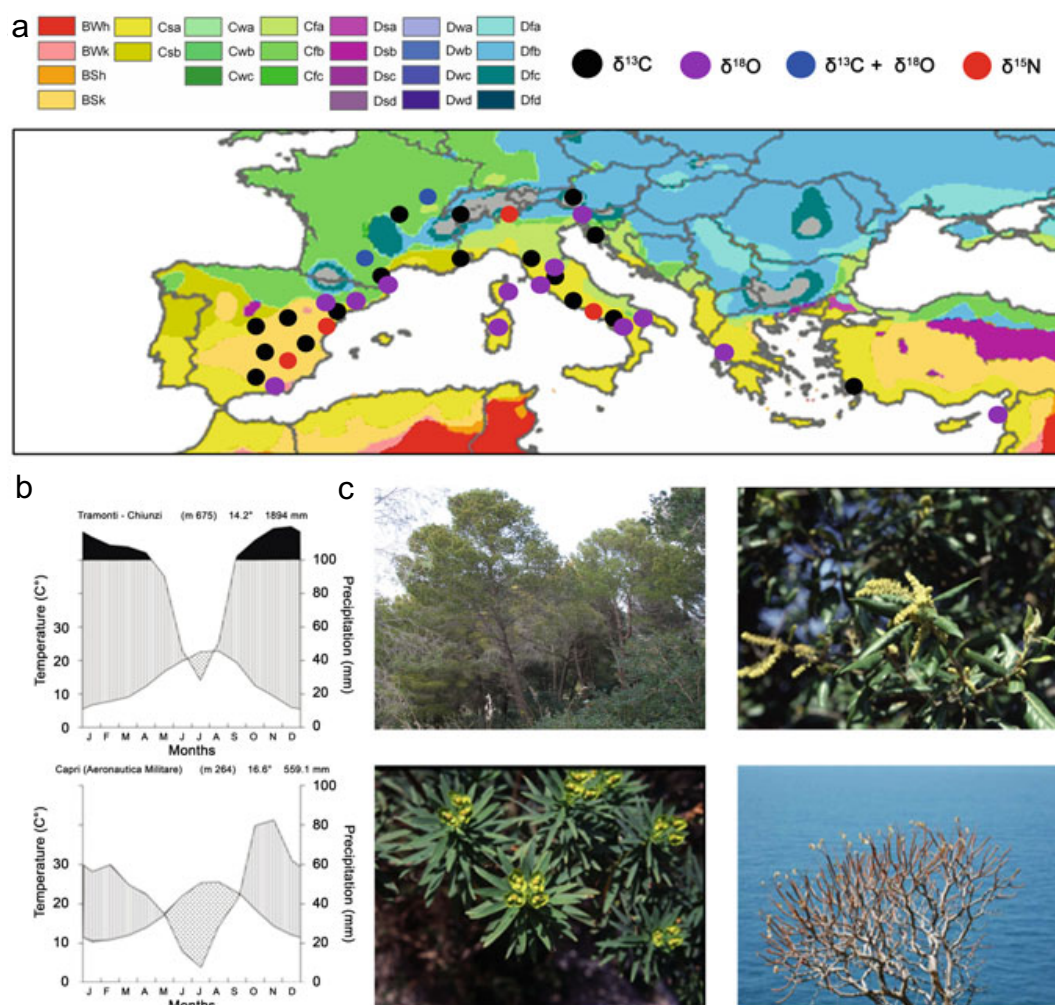 a
BWh Csa Cwa Cfa Dsa Dwa Dfa
BWk Csb Cwb Cfb Dsb Dwb Dfb
BSh Cwc Cfc Dsc Dwc Dfc
BSk Dsd Dwd Dfd
δ¹³C δ¹⁸O δ¹³C + δ¹⁸O δ¹⁵N
b
Tramonti - Chiunzi (m 675) 14.2° 1894 mm
Temperature (C°)
30
20
10
0
Precipitation (mm)
100
80
60
40
20
0
J F M A M J J A S O N D
Months
Capri (Aeronautica Militare) (m 264) 16.6° 559.1 mm
Temperature (C°)
30
20
10
0
Precipitation (mm)
100
80
60
40
20
0
J F M A M J J A S O N D
Months
c